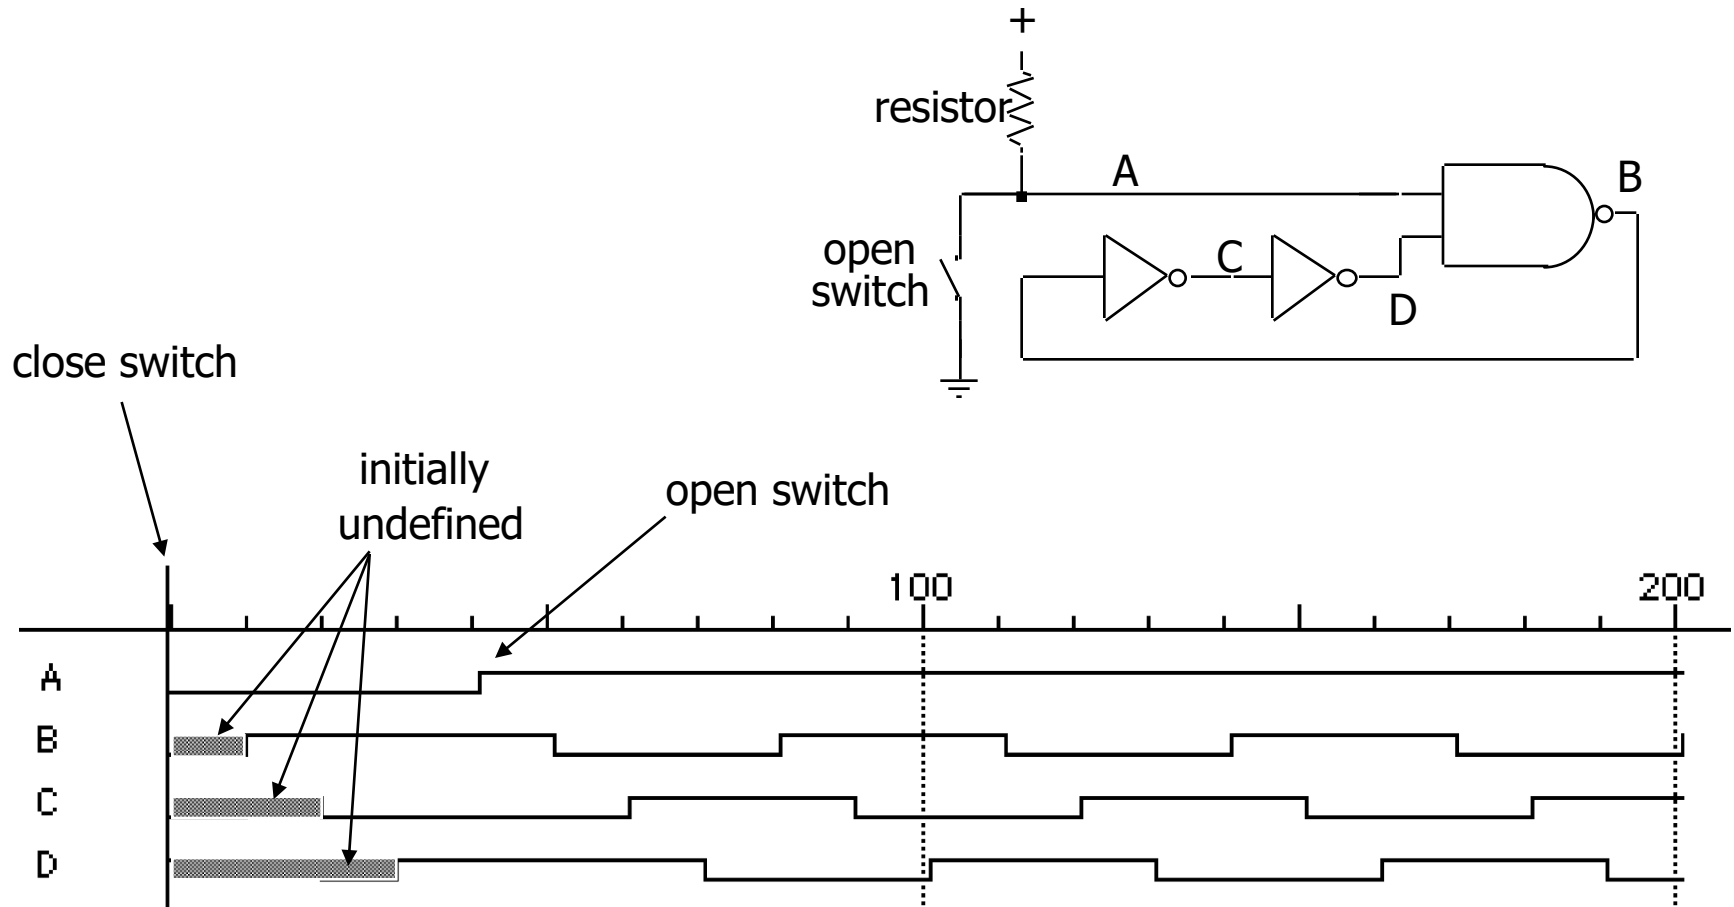 +
resistor
A
B
open
switch
C
D
close switch
initially
undefined
open switch
100
200
A
B
C
D